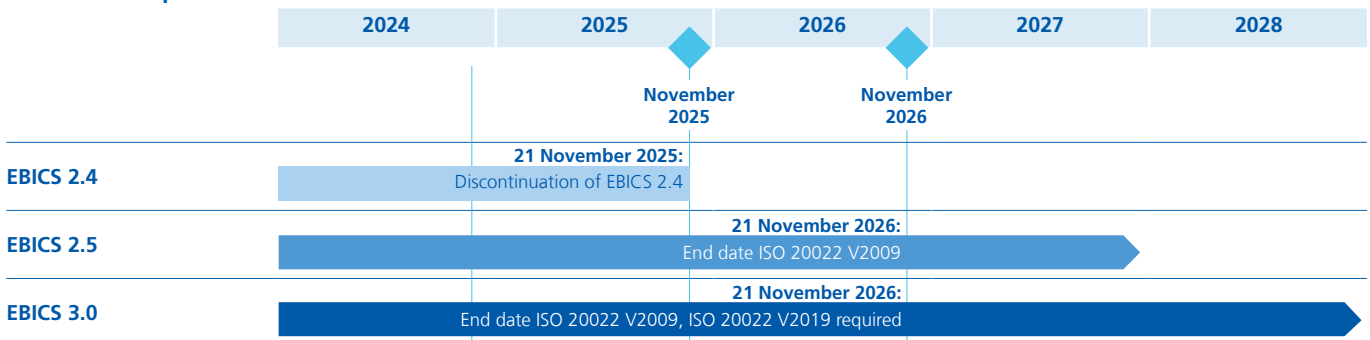 2024 2025 2026 2027 2028
November
2025
November
2026
EBICS 2.4
21 November 2025:
Discontinuation of EBICS 2.4
EBICS 2.5
21 November 2026:
End date ISO 20022 V2009
EBICS 3.0
21 November 2026:
End date ISO 20022 V2009, ISO 20022 V2019 required